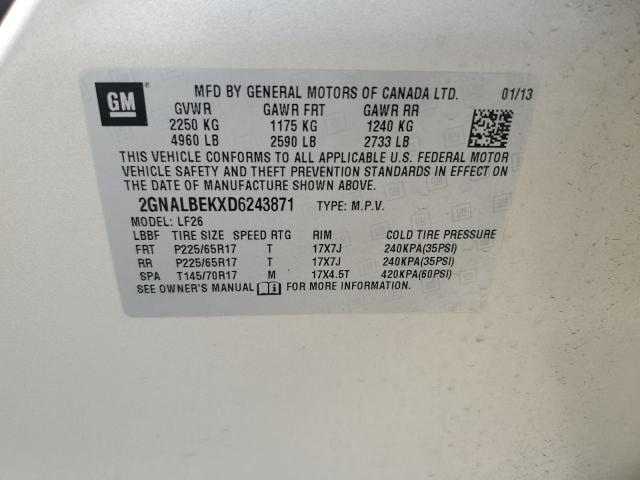 GM
MFD BY GENERAL MOTORS OF CANADA LTD. 01/13
GVWR GAWR FRT GAWR RR
2250 KG 1175 KG 1240 KG
4960 LB 2590 LB 2733 LB
THIS VEHICLE CONFORMS TO ALL APPLICABLE U.S. FEDERAL MOTOR
VEHICLE SAFETY AND THEFT PREVENTION STANDARDS IN EFFECT ON
THE DATE OF MANUFACTURE SHOWN ABOVE.
2GNALBEKXD6243871 TYPE: M.P.V.
MODEL: LF26
LBBF TIRE SIZE SPEED RTG RIM COLD TIRE PRESSURE
FRT P225/65R17 T 17X7J 240KPA(35PSI)
RR P225/65R17 T 17X7J 240KPA(35PSI)
SPA T145/70R17 M 17X4.5T 420KPA(60PSI)
SEE OWNER'S MANUAL FOR MORE INFORMATION.